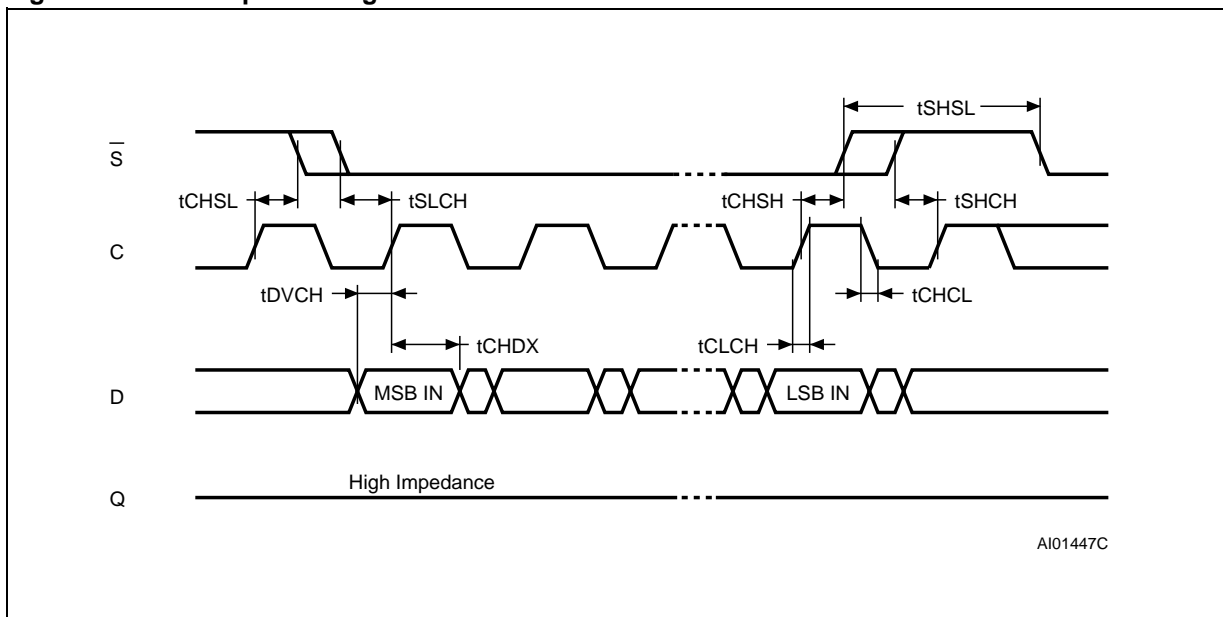 tSHSL
S
tCHSL
tSLCH
tCHSH
tSHCH
C
tDVCH
tCHCL
tCHDX
tCLCH
D
MSB IN
LSB IN
High Impedance
Q
AI01447C